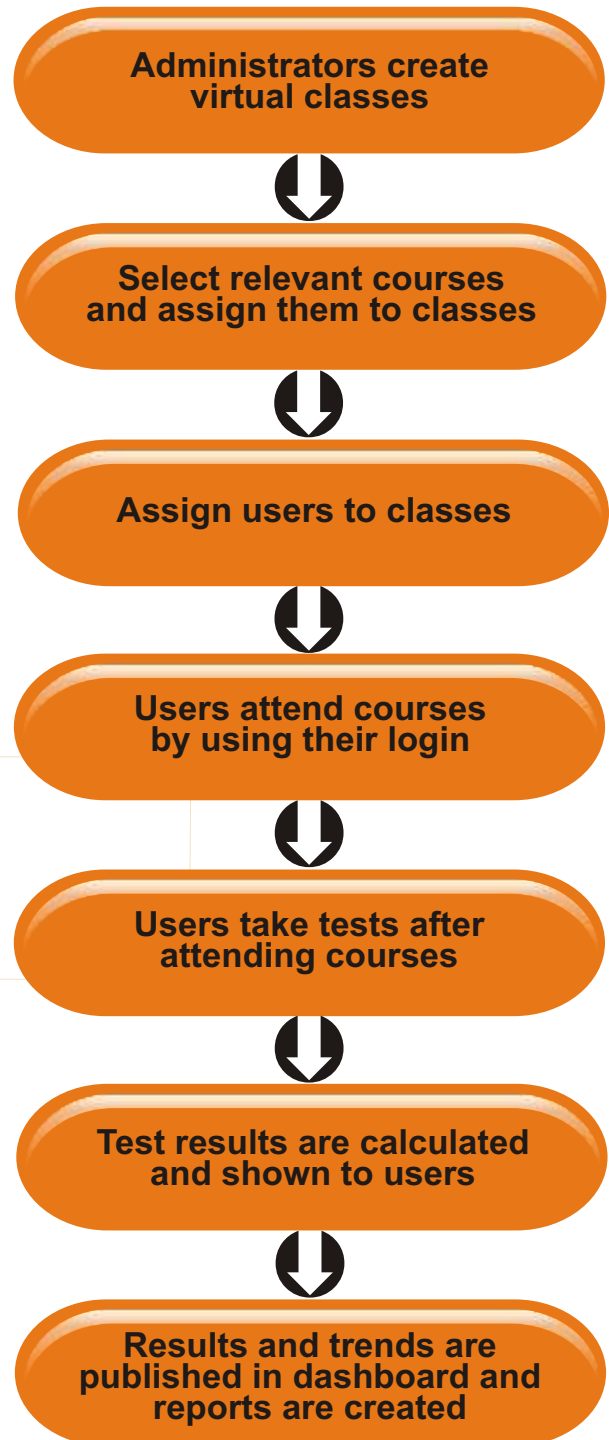 Administrators create
virtual classes
Select relevant courses
and assign them to classes
Assign users to classes
Users attend courses
by using their login
Users take tests after
attending courses
Test results are calculated
and shown to users
Results and trends are
published in dashboard and
reports are created